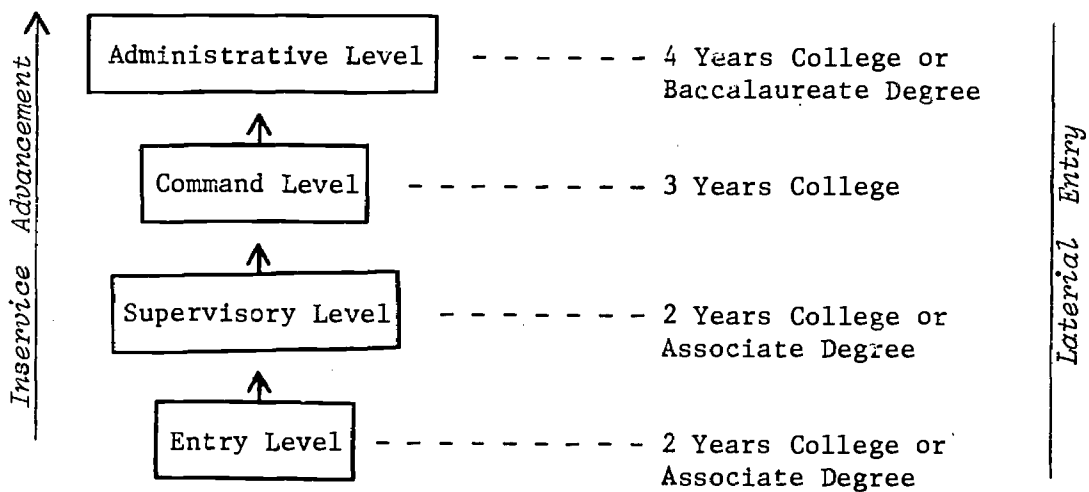 Inservice Advancement
Administrative Level - - - - - - - 4 Years College or
Baccalaureate Degree
Command Level - - - - - - - - - - 3 Years College
Supervisory Level - - - - - - - - 2 Years College or
Associate Degree
Entry Level - - - - - - - - - - - 2 Years College or
Associate Degree
Laterial Entry